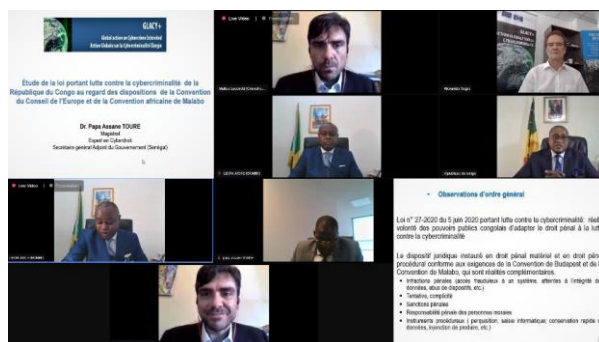 GLACY+
Global action on Cybercrime Extended
Action Globale sur la Cybercriminalité Elargie
Étude de la loi portant lutte contre la cybercriminalité de la
République du Congo au regard des dispositions de la Convention
du Conseil de l'Europe et de la Convention africaine de Malabo
Dr. Papa Assane TOURE
Magistrat
Expert en Cyberdroit
Secrétaire général Adjoint du Gouvernement (Sénégal)
Live Video
Live Video
• Observations d'ordre général
Loi n° 27-2020 du 5 juin 2020 portant lutte contre la cybercriminalité: réelle
volonté des pouvoirs publics congolais d'adapter le droit pénal à la lutte
contre la cybercriminalité
Le dispositif juridique instauré en droit pénal matériel et en droit pénal
procédural conforme aux exigences de la Convention de Budapest et de la
Convention de Malabo, qui sont réalités complémentaires.
• Infractions pénales (accès frauduleux à un système, atteintes à l'intégrité des
données, abus de dispositifs, etc.)
• Tentative, complicité
• Sanctions pénales
• Responsabilité pénale des personnes morales
• Instruments procéduraux ( perquisition, saisie informatique, conservation rapide de
données, injonction de produire, etc.)